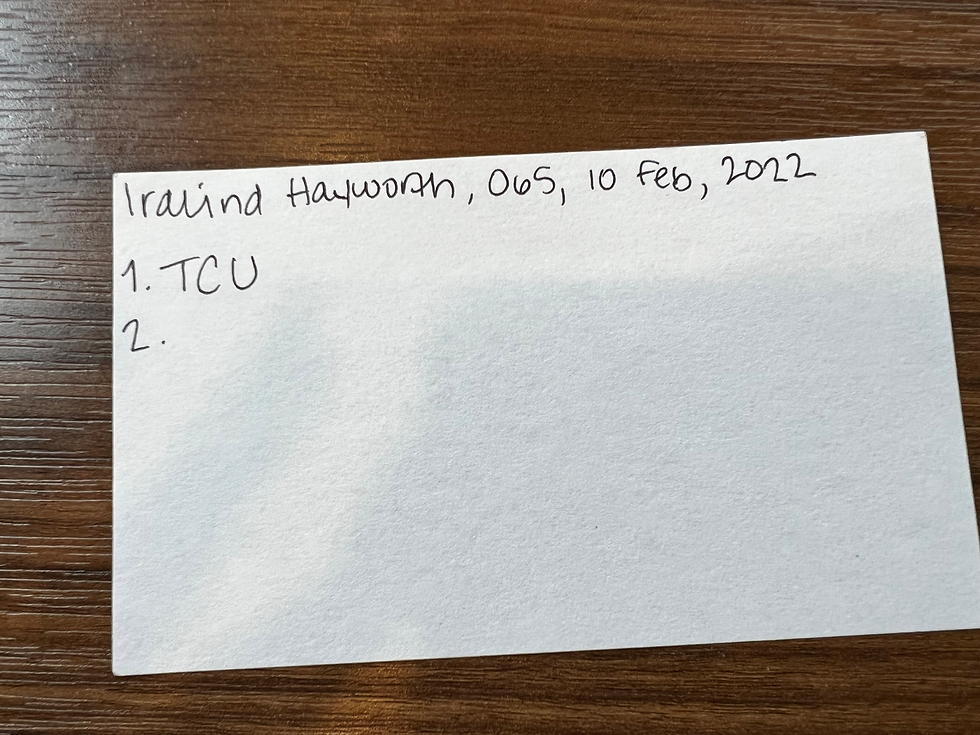 Iralind Hayworth, 065, 10 Feb, 2022
1. TCU
2.